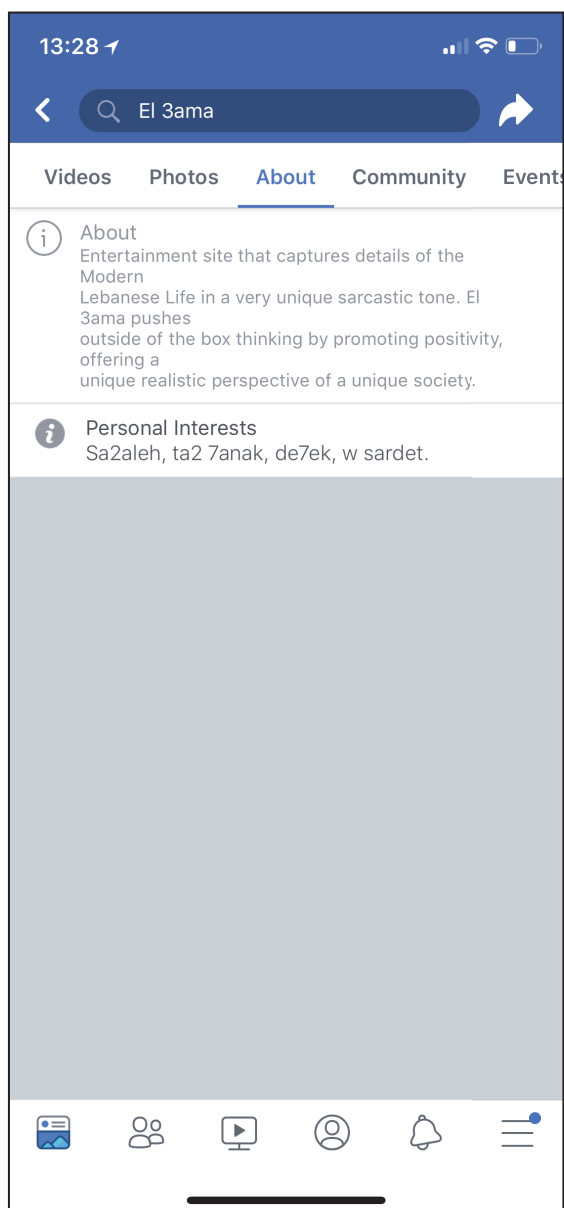 13:28
El 3ama
Videos Photos About Community Events
About
Entertainment site that captures details of the
Modern
Lebanese Life in a very unique sarcastic tone. El
3ama pushes
outside of the box thinking by promoting positivity,
offering a
unique realistic perspective of a unique society.
Personal Interests
Sa2aleh, ta2 7anak, de7ek, w sardet.